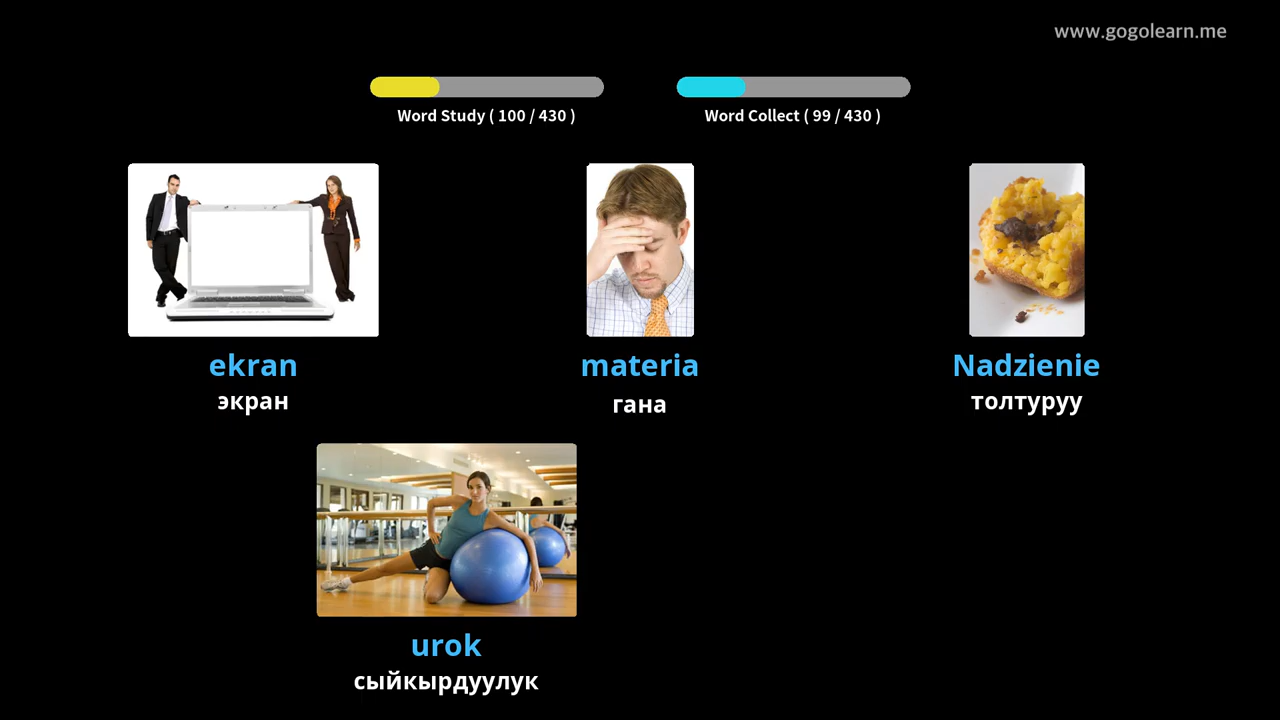 www.gogolearn.me
Word Study ( 100 / 430 )
Word Collect ( 99 / 430 )
ekran
экран
materia
гана
Nadzienie
толтуруу
urok
сыйкырдуулук